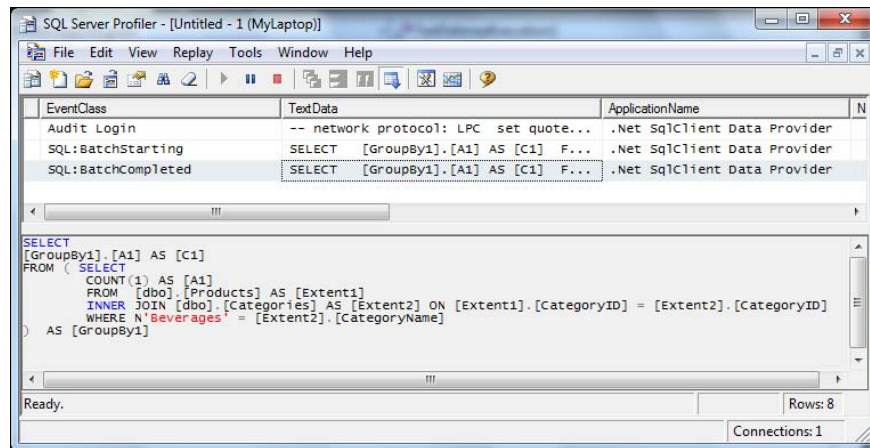 SQL Server Profiler - [Untitled - 1 (MyLaptop)]
File Edit View Replay Tools Window Help
EventClass TextData ApplicationName N
Audit Login -- network protocol: LPC set quote... .Net SqlClient Data Provider
SQL:BatchStarting SELECT [GroupBy1].[A1] AS [C1] F... .Net SqlClient Data Provider
SQL:BatchCompleted SELECT [GroupBy1].[A1] AS [C1] F... .Net SqlClient Data Provider
SELECT
[GroupBy1].[A1] AS [C1]
FROM ( SELECT
COUNT(1) AS [A1]
FROM [dbo].[Products] AS [Extent1]
INNER JOIN [dbo].[Categories] AS [Extent2] ON [Extent1].[CategoryID] = [Extent2].[CategoryID]
WHERE N'Beverages' = [Extent2].[CategoryName]
) AS [GroupBy1]
Ready. Rows: 8
Connections: 1